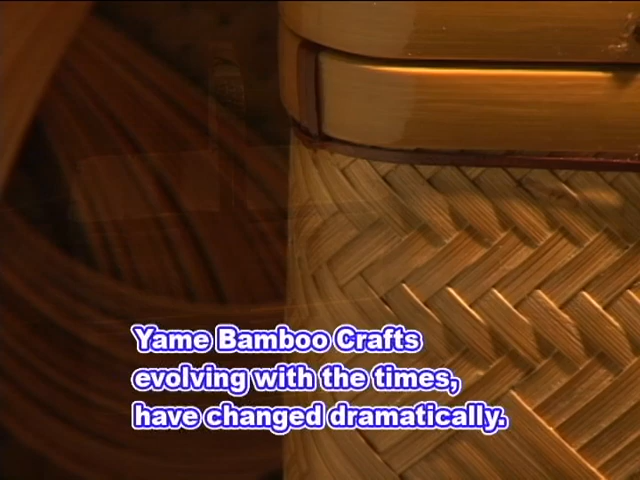 Yame Bamboo Crafts
evolving with the times,
have changed dramatically.